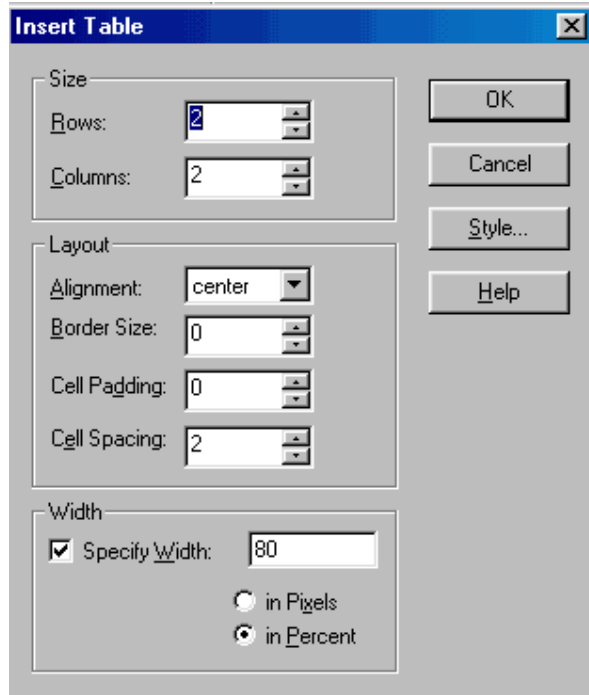 Insert Table
Size
Rows: 2
Columns: 2
OK
Cancel
Style...
Help
Layout
Alignment: center
Border Size: 0
Cell Padding: 0
Cell Spacing: 2
Width
Specify Width: 80
in Pixels
in Percent